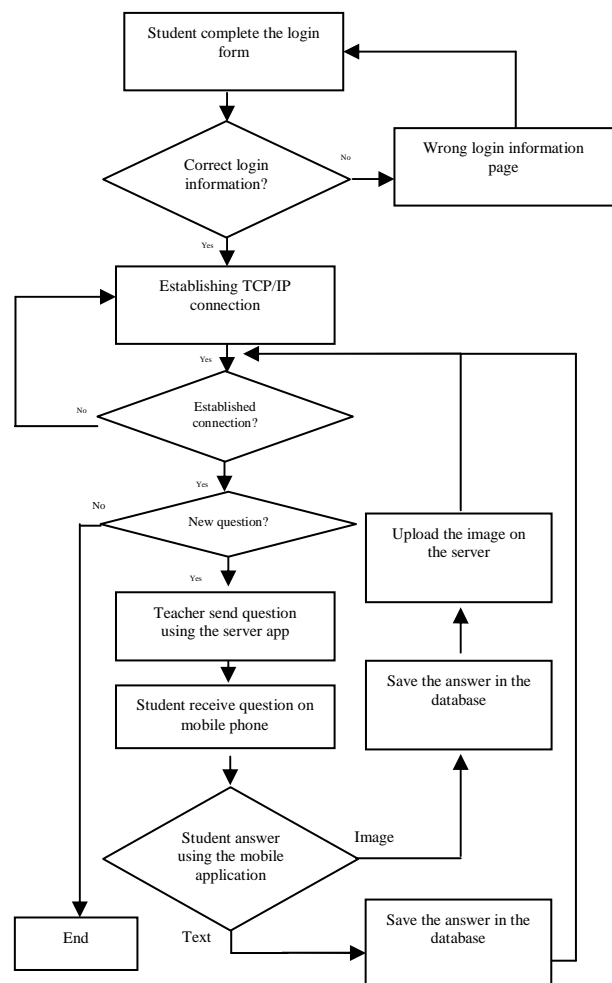 Student complete the login
form
Correct login
information?
No
Wrong login information
page
Yes
Establishing TCP/IP
connection
Yes
No
Established
connection?
Yes
No
New question?
Upload the image on
the server
Yes
Teacher send question
using the server app
Student receive question on
mobile phone
Save the answer in the
database
Student answer
using the mobile
application
Image
Text
Save the answer in the
database
End